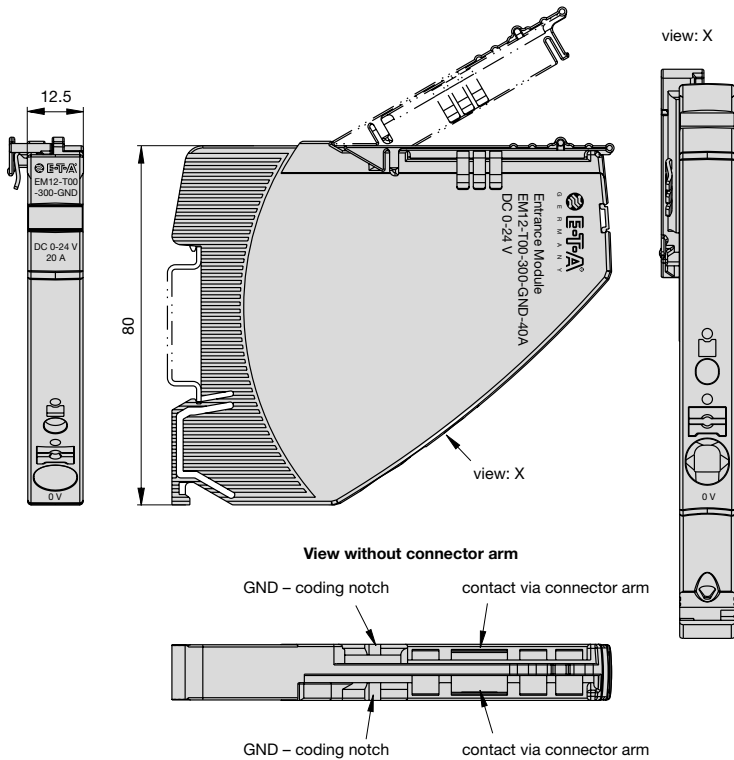 view: X
12.5
E-T-A®
EM12-T00
-300-GND
DC 0-24 V
20 A
0 V
80
E-T-A®
GERMANY
Entrance Module
EM12-T00-300-GND-40A
DC 0-24 V
view: X
0 V
View without connector arm
GND – coding notch
contact via connector arm
GND – coding notch
contact via connector arm